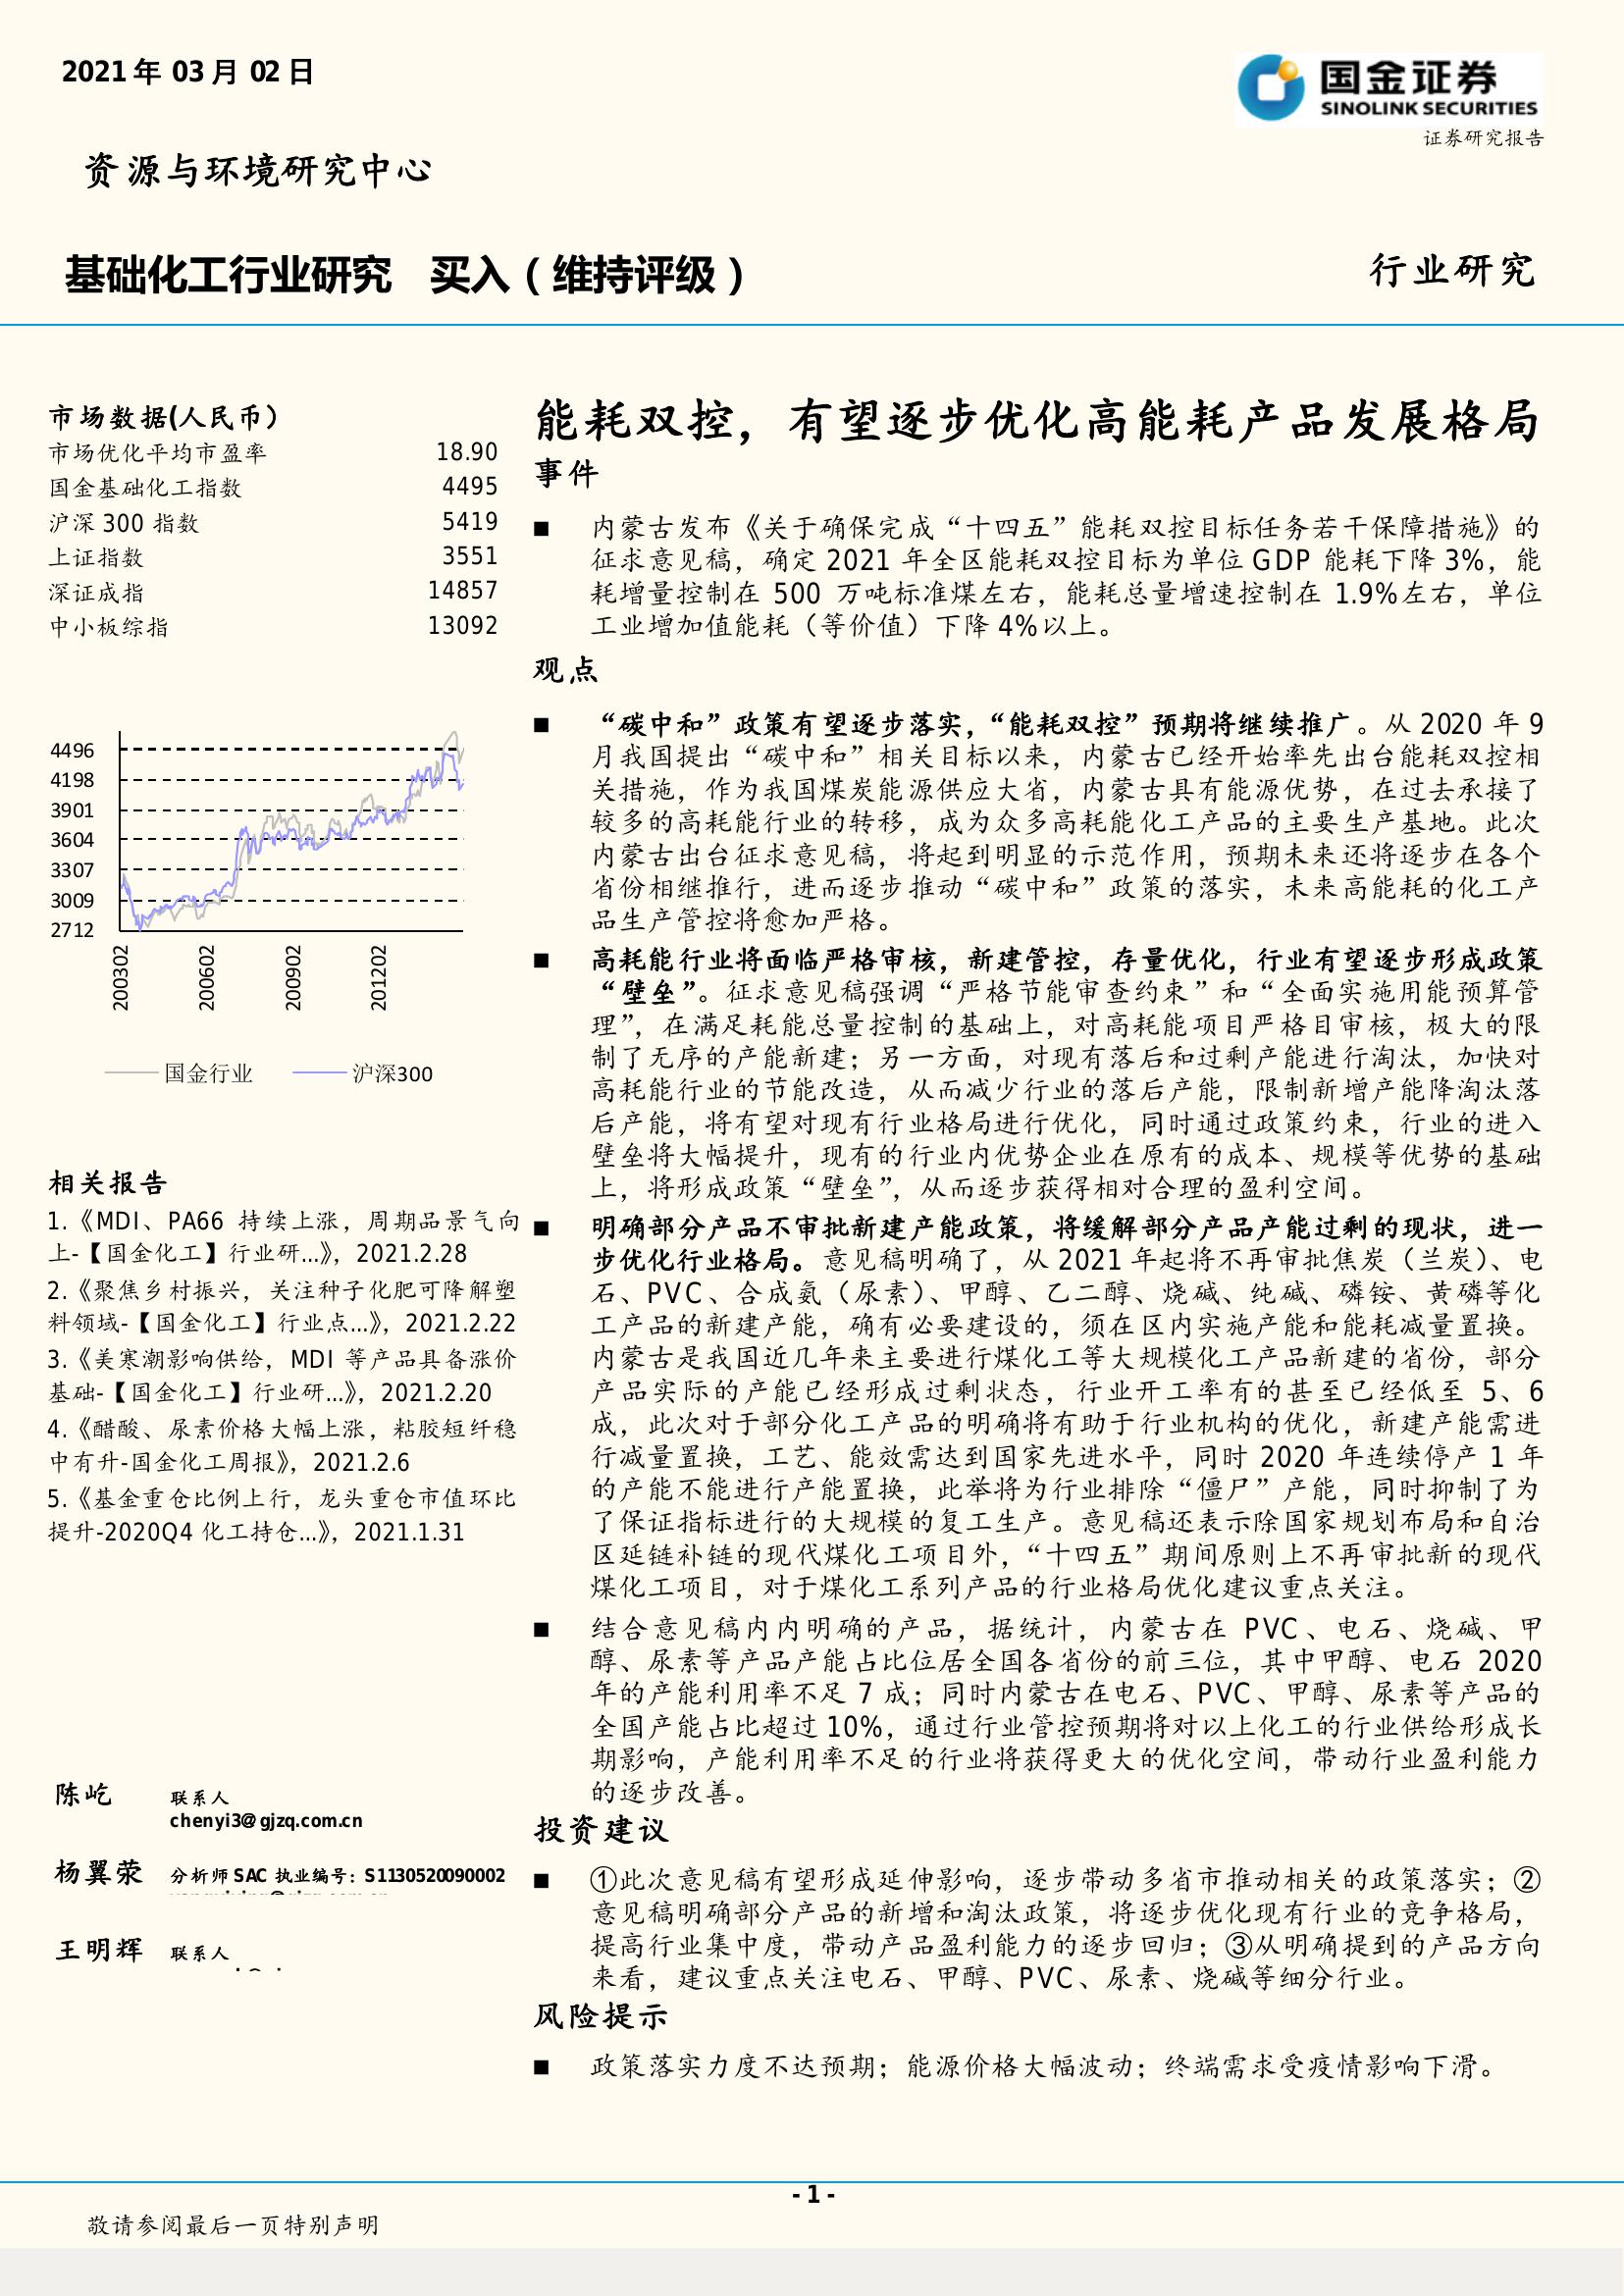 2021 年 03 月 02 日
国金证券
SINOLINK SECURITIES
证券研究报告
资源与环境研究中心
基础化工行业研究 买入（维持评级）
行业研究
市场数据(人民币）
市场优化平均市盈率 18.90
国金基础化工指数 4495
沪深 300 指数 5419
上证指数 3551
深证成指 14857
中小板综指 13092
4496
4198
3901
3604
3307
3009
2712
200302
200602
200902
201202
国金行业 沪深300
相关报告
1.《MDI、PA66 持续上涨，周期品景气向
上-【国金化工】行业研...》，2021.2.28
2.《聚焦乡村振兴，关注种子化肥可降解塑
料领域-【国金化工】行业点...》，2021.2.22
3.《美寒潮影响供给，MDI 等产品具备涨价
基础-【国金化工】行业研...》，2021.2.20
4.《醋酸、尿素价格大幅上涨，粘胶短纤稳
中有升-国金化工周报》，2021.2.6
5.《基金重仓比例上行，龙头重仓市值环比
提升-2020Q4 化工持仓...》，2021.1.31
陈屹 联系人
chenyi3@gjzq.com.cn
杨翼荥 分析师 SAC 执业编号：S1130520090002
王明辉 联系人
能耗双控，有望逐步优化高能耗产品发展格局
事件
■ 内蒙古发布《关于确保完成“十四五”能耗双控目标任务若干保障措施》的
征求意见稿，确定 2021 年全区能耗双控目标为单位 GDP 能耗下降 3%，能
耗增量控制在 500 万吨标准煤左右，能耗总量增速控制在 1.9%左右，单位
工业增加值能耗（等价值）下降 4%以上。
观点
■ “碳中和”政策有望逐步落实，“能耗双控”预期将继续推广。从 2020 年 9
月我国提出“碳中和”相关目标以来，内蒙古已经开始率先出台能耗双控相
关措施，作为我国煤炭能源供应大省，内蒙古具有能源优势，在过去承接了
较多的高耗能行业的转移，成为众多高耗能化工产品的主要生产基地。此次
内蒙古出台征求意见稿，将起到明显的示范作用，预期未来还将逐步在各个
省份相继推行，进而逐步推动“碳中和”政策的落实，未来高能耗的化工产
品生产管控将愈加严格。
■ 高耗能行业将面临严格审核，新建管控，存量优化，行业有望逐步形成政策
“壁垒”。征求意见稿强调“严格节能审查约束”和“全面实施用能预算管
理”，在满足耗能总量控制的基础上，对高耗能项目严格目审核，极大的限
制了无序的产能新建；另一方面，对现有落后和过剩产能进行淘汰，加快对
高耗能行业的节能改造，从而减少行业的落后产能，限制新增产能降淘汰落
后产能，将有望对现有行业格局进行优化，同时通过政策约束，行业的进入
壁垒将大幅提升，现有的行业内优势企业在原有的成本、规模等优势的基础
上，将形成政策“壁垒”，从而逐步获得相对合理的盈利空间。
■ 明确部分产品不审批新建产能政策，将缓解部分产品产能过剩的现状，进一
步优化行业格局。意见稿明确了，从 2021 年起将不再审批焦炭（兰炭）、电
石、PVC、合成氨（尿素）、甲醇、乙二醇、烧碱、纯碱、磷铵、黄磷等化
工产品的新建产能，确有必要建设的，须在区内实施产能和能耗减量置换。
内蒙古是我国近几年来主要进行煤化工等大规模化工产品新建的省份，部分
产品实际的产能已经形成过剩状态，行业开工率有的甚至已经低至 5、6
成，此次对于部分化工产品的明确将有助于行业机构的优化，新建产能需进
行减量置换，工艺、能效需达到国家先进水平，同时 2020 年连续停产 1 年
的产能不能进行产能置换，此举将为行业排除“僵尸”产能，同时抑制了为
了保证指标进行的大规模的复工生产。意见稿还表示除国家规划布局和自治
区延链补链的现代煤化工项目外，“十四五”期间原则上不再审批新的现代
煤化工项目，对于煤化工系列产品的行业格局优化建议重点关注。
■ 结合意见稿内内明确的产品，据统计，内蒙古在 PVC、电石、烧碱、甲
醇、尿素等产品产能占比位居全国各省份的前三位，其中甲醇、电石 2020
年的产能利用率不足 7 成；同时内蒙古在电石、PVC、甲醇、尿素等产品的
全国产能占比超过 10%，通过行业管控预期将对以上化工的行业供给形成长
期影响，产能利用率不足的行业将获得更大的优化空间，带动行业盈利能力
的逐步改善。
投资建议
■ ①此次意见稿有望形成延伸影响，逐步带动多省市推动相关的政策落实；②
意见稿明确部分产品的新增和淘汰政策，将逐步优化现有行业的竞争格局，
提高行业集中度，带动产品盈利能力的逐步回归；③从明确提到的产品方向
来看，建议重点关注电石、甲醇、PVC、尿素、烧碱等细分行业。
风险提示
■ 政策落实力度不达预期；能源价格大幅波动；终端需求受疫情影响下滑。
- 1 -
敬请参阅最后一页特别声明